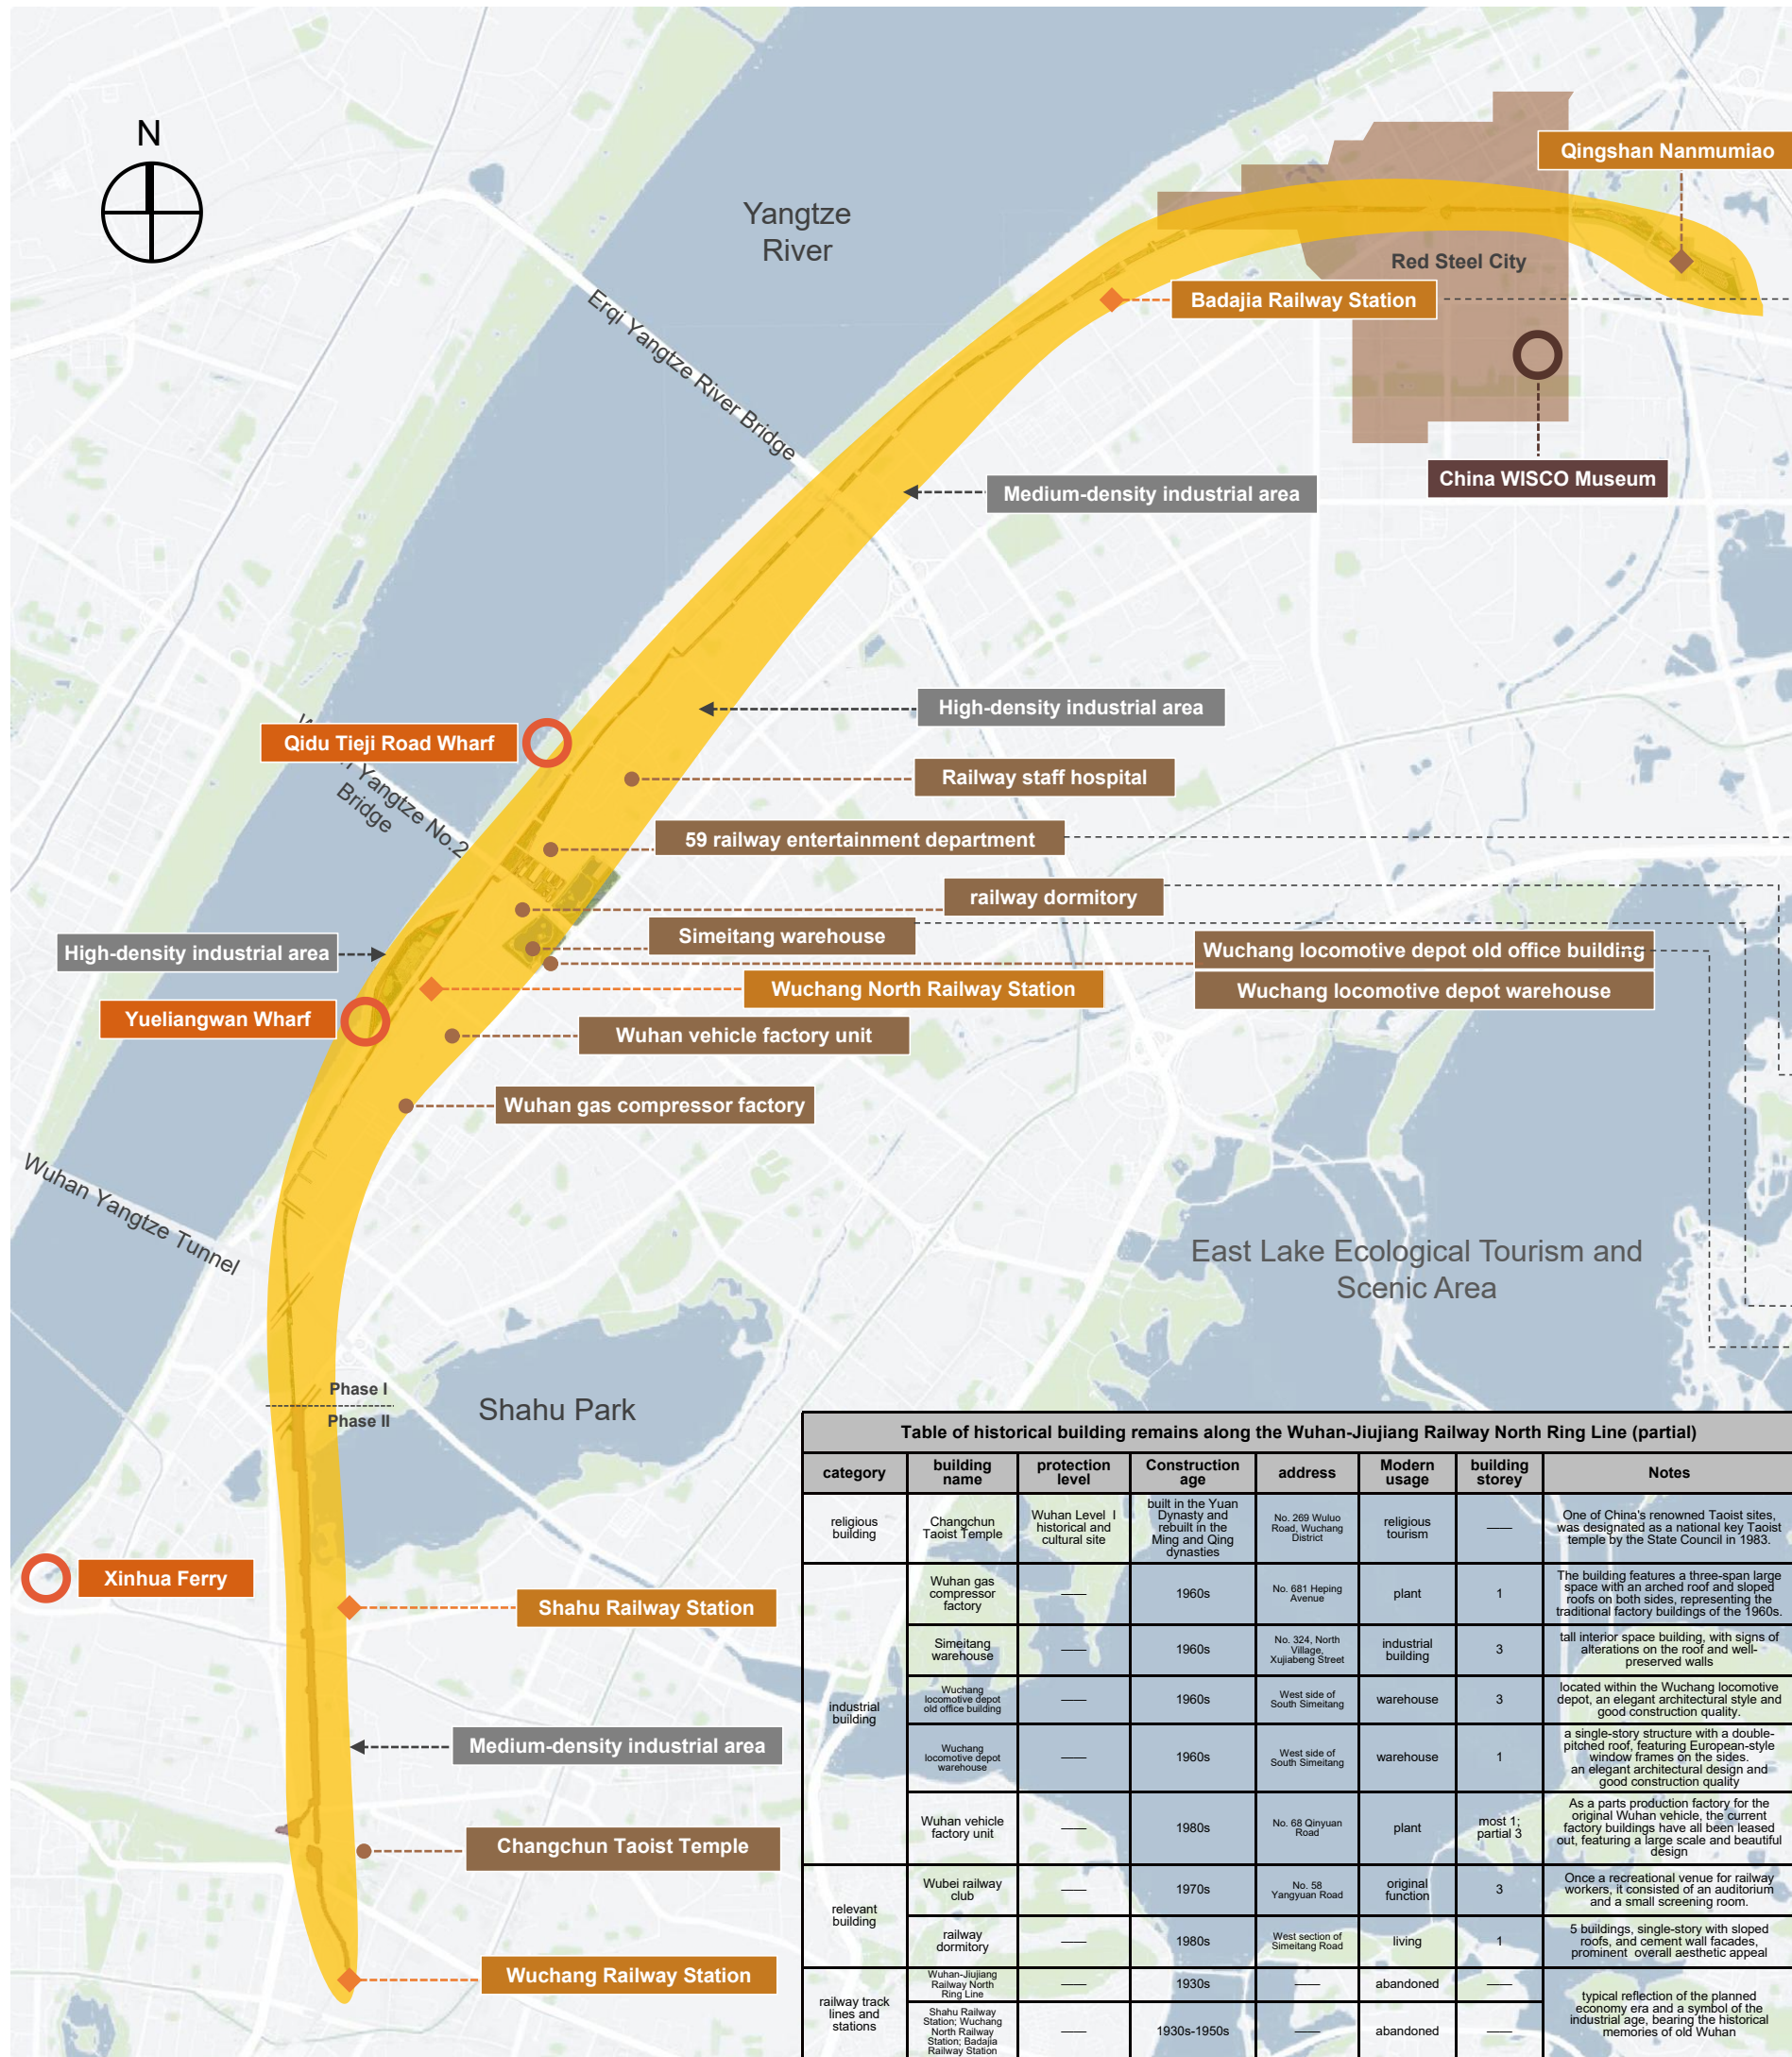 N
Yangtze
River
Qingshan Nanmumiao
Red Steel City
Badajia Railway Station
Erqi Yangtze River Bridge
China WISCO Museum
Medium-density industrial area
High-density industrial area
Qidu Tieji Road Wharf
Yangtze No.2
Bridge
Railway staff hospital
59 railway entertainment department
railway dormitory
Simeitang warehouse
High-density industrial area
Wuchang locomotive depot old office building
Wuchang locomotive depot warehouse
Wuchang North Railway Station
Yueliangwan Wharf
Wuhan vehicle factory unit
Wuhan gas compressor factory
Wuhan Yangtze Tunnel
East Lake Ecological Tourism and
Scenic Area
Phase I
Phase II
Shahu Park
Xinhua Ferry
Shahu Railway Station
Medium-density industrial area
Changchun Taoist Temple
Wuchang Railway Station
Table of historical building remains along the Wuhan-Jiujiang Railway North Ring Line (partial)
category
building
name
protection
level
Construction
age
address
Modern
usage
building
storey
Notes
religious
building
Changchun
Taoist Temple
Wuhan Level I
historical and
cultural site
built in the Yuan
Dynasty and
rebuilt in the
Ming and Qing
dynasties
No. 269 Wuluo
Road, Wuchang
District
religious
tourism
——
One of China's renowned Taoist sites,
was designated as a national key Taoist
temple by the State Council in 1983.
industrial
building
Wuhan gas
compressor
factory
——
1960s
No. 681 Heping
Avenue
plant
1
The building features a three-span large
space with an arched roof and sloped
roofs on both sides, representing the
traditional factory buildings of the 1960s.
Simeitang
warehouse
——
1960s
No. 324, North
Village,
Xujiabeng Street
industrial
building
3
tall interior space building, with signs of
alterations on the roof and well-
preserved walls
Wuchang
locomotive depot
old office building
——
1960s
West side of
South Simeitang
warehouse
3
located within the Wuchang locomotive
depot, an elegant architectural style and
good construction quality.
Wuchang
locomotive depot
warehouse
——
1960s
West side of
South Simeitang
warehouse
1
a single-story structure with a double-
pitched roof, featuring European-style
window frames on the sides.
an elegant architectural design and
good construction quality
Wuhan vehicle
factory unit
——
1980s
No. 68 Qinyuan
Road
plant
most 1;
partial 3
As a parts production factory for the
original Wuhan vehicle, the current
factory buildings have all been leased
out, featuring a large scale and beautiful
design
relevant
building
Wubei railway
club
——
1970s
No. 58
Yangyuan Road
original
function
3
Once a recreational venue for railway
workers, it consisted of an auditorium
and a small screening room.
railway
dormitory
——
1980s
West section of
Simeitang Road
living
1
5 buildings, single-story with sloped
roofs, and cement wall facades,
prominent overall aesthetic appeal
railway track
lines and
stations
Wuhan-Jiujiang
Railway North
Ring Line
——
1930s
——
abandoned
——
typical reflection of the planned
economy era and a symbol of the
industrial age, bearing the historical
memories of old Wuhan
Shahu Railway
Station; Wuchang
North Railway
Station; Badajia
Railway Station
——
1930s-1950s
——
abandoned
——